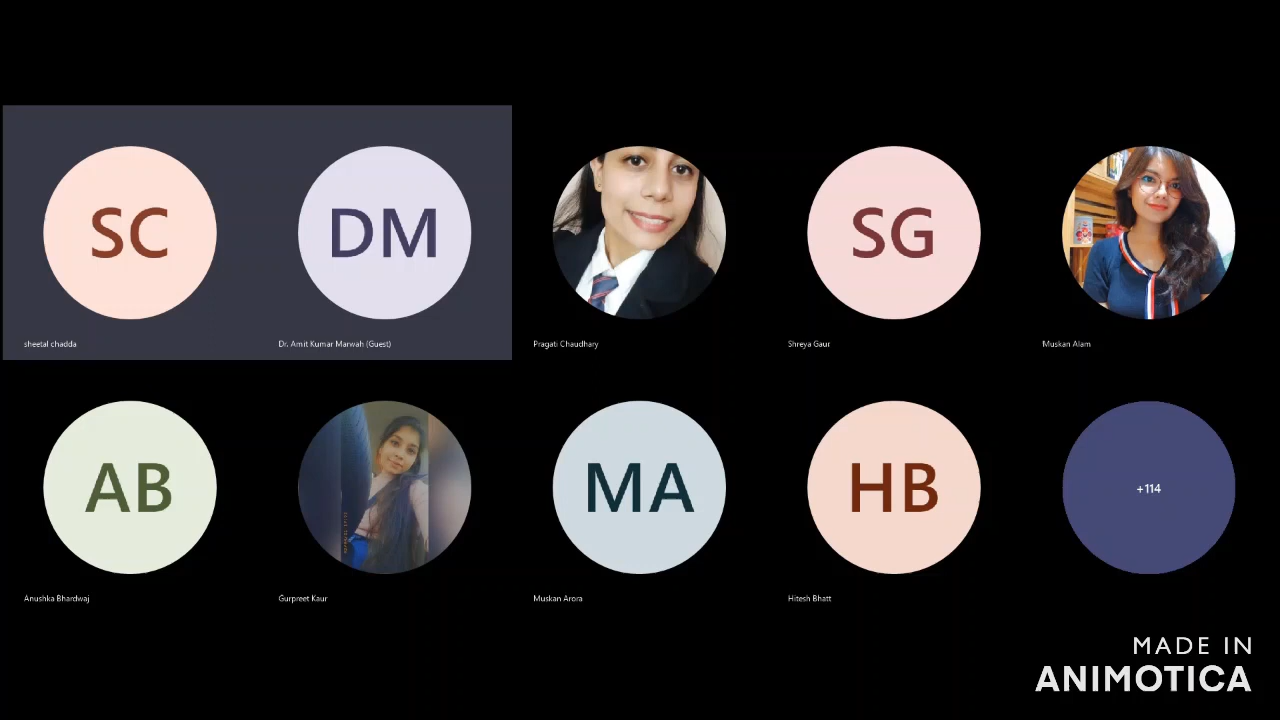 SC
DM
SG
sheetal chadda
Dr. Amit Kumar Marwah (Guest)
Pragati Chaudhary
Shreya Gaur
Muskan Alam
AB
MA
HB
+114
Anushka Bhardwaj
Gurpreet Kaur
Muskan Arora
Hitesh Bhatt
MADE IN
ANIMOTICA